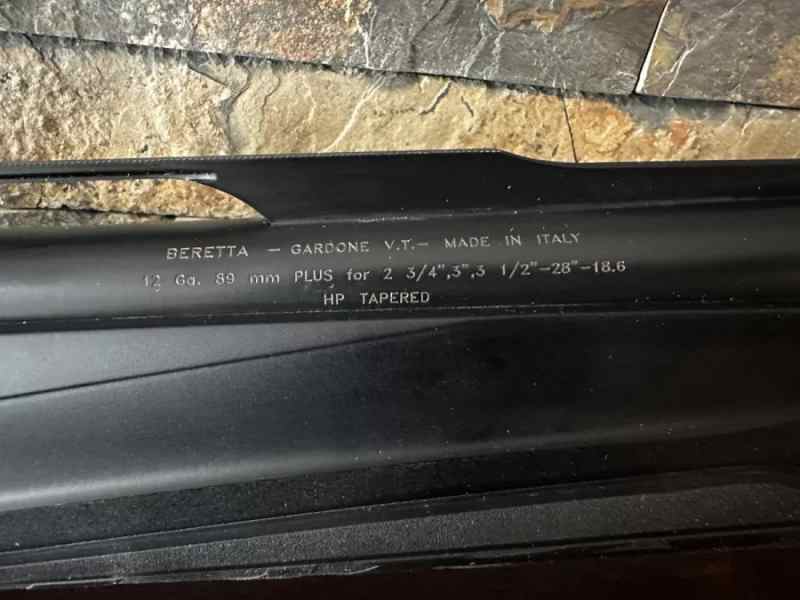 BERETTA - GARDONE V.T.- MADE IN ITALY
12 Ga. 89 mm PLUS for 2 3/4",3",3 1/2"-28"-18.6
HP TAPERED